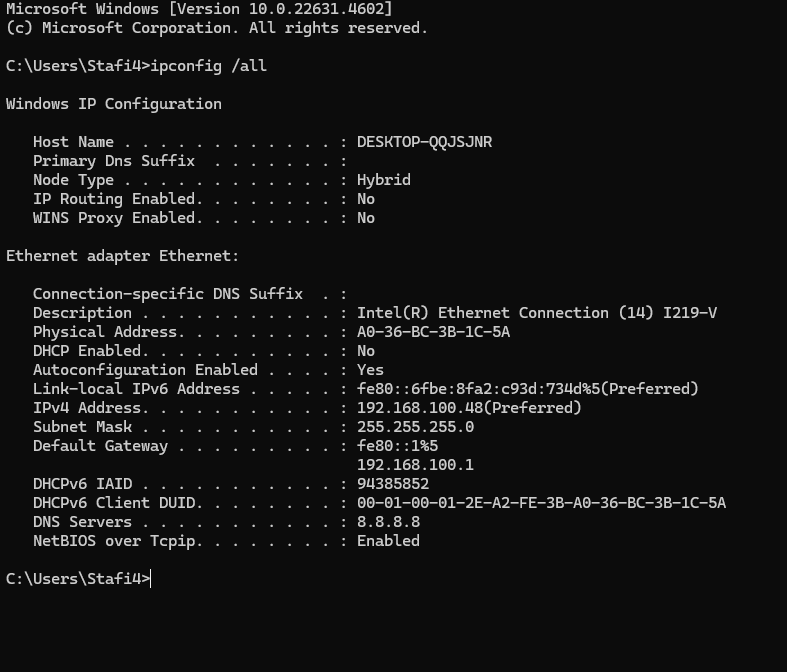 Microsoft Windows [Version 10.0.22631.4602]
(c) Microsoft Corporation. All rights reserved.
C:\Users\Stafi4>ipconfig /all
Windows IP Configuration
Host Name . . . . . . . . . . . . : DESKTOP-QQJSJNR
Primary Dns Suffix  . . . . . . . :
Node Type . . . . . . . . . . . . : Hybrid
IP Routing Enabled. . . . . . . . : No
WINS Proxy Enabled. . . . . . . . : No
Ethernet adapter Ethernet:
Connection-specific DNS Suffix  . :
Description . . . . . . . . . . . : Intel(R) Ethernet Connection (14) I219-V
Physical Address. . . . . . . . . : A0-36-BC-3B-1C-5A
DHCP Enabled. . . . . . . . . . . : No
Autoconfiguration Enabled . . . . : Yes
Link-local IPv6 Address . . . . . : fe80::6fbe:8fa2:c93d:734d%5(Preferred)
IPv4 Address. . . . . . . . . . . : 192.168.100.48(Preferred)
Subnet Mask . . . . . . . . . . . : 255.255.255.0
Default Gateway . . . . . . . . . : fe80::1%5
192.168.100.1
DHCPv6 IAID . . . . . . . . . . . : 94385852
DHCPv6 Client DUID. . . . . . . . : 00-01-00-01-2E-A2-FE-3B-A0-36-BC-3B-1C-5A
DNS Servers . . . . . . . . . . . : 8.8.8.8
NetBIOS over Tcpip. . . . . . . . : Enabled
C:\Users\Stafi4>